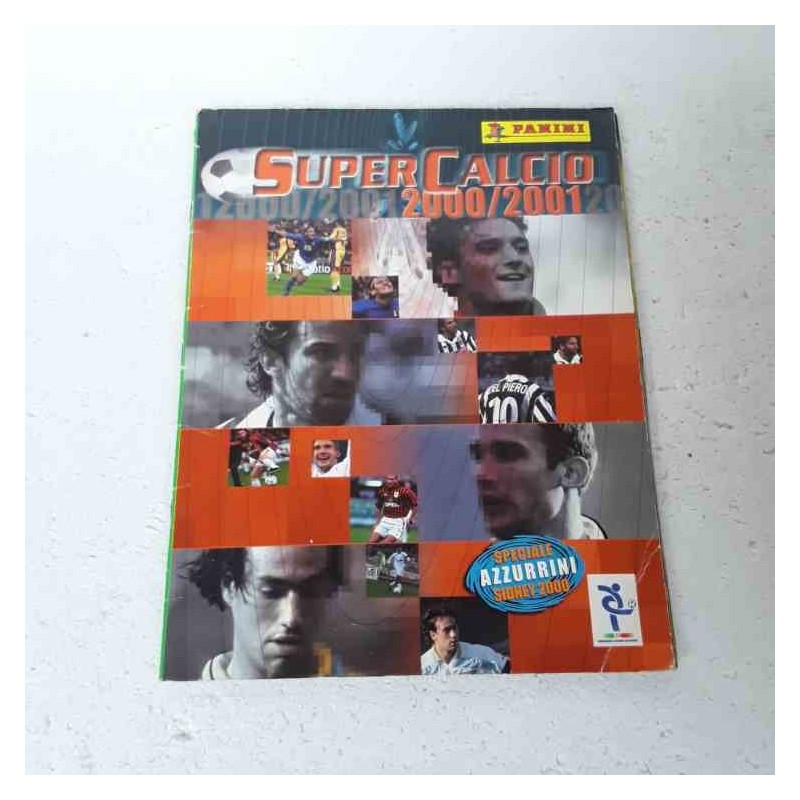 PANINI
SUPERCALCIO
2000/2001
DEL PIERO
10
SPECIALE
AZZURRINI
SIDNEY 2000